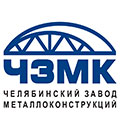 ЧЗМК
ЧЕЛЯБИНСКИЙ ЗАВОД
МЕТАЛЛОКОНСТРУКЦИЙ